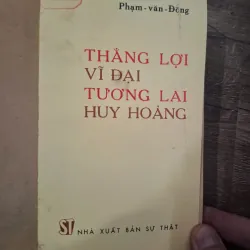 Phạm-văn-Đồng
THẮNG LỢI
VĨ ĐẠI
TƯƠNG LAI
HUY HOÀNG
ST NHÀ XUẤT BẢN SỰ THẬT